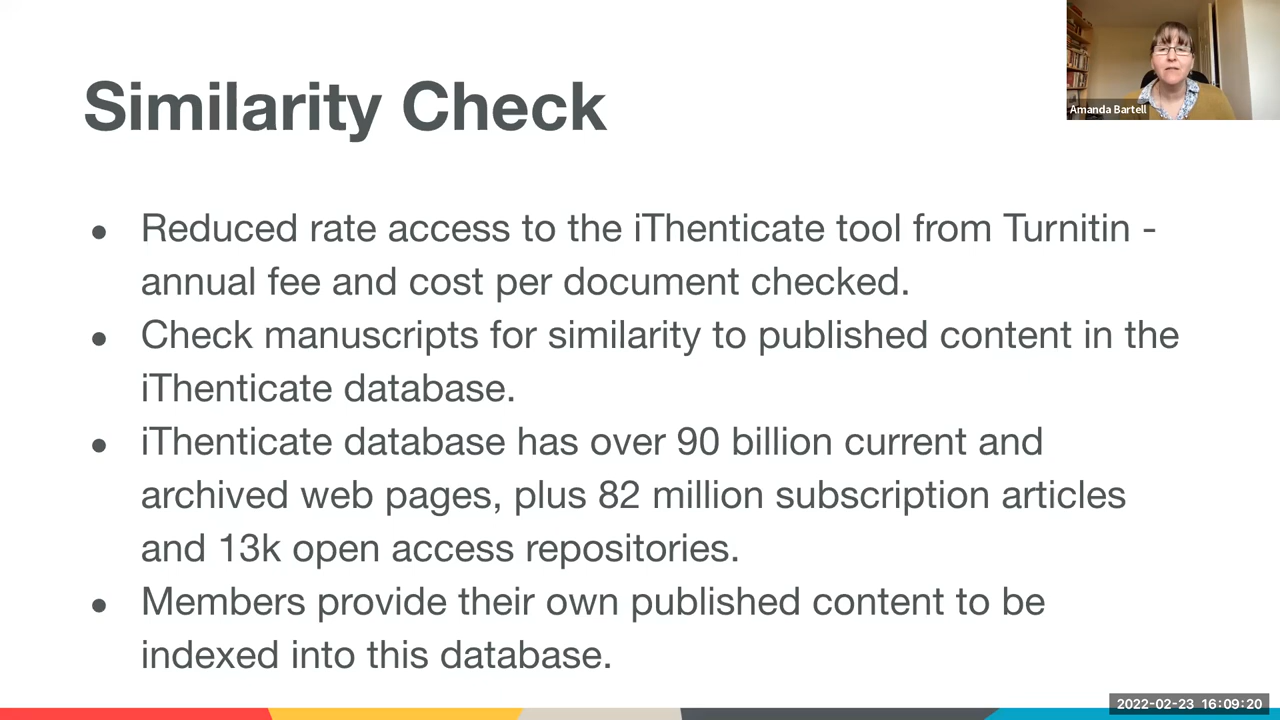 Similarity Check
Amanda Bartell
● Reduced rate access to the iThenticate tool from Turnitin -
annual fee and cost per document checked.
● Check manuscripts for similarity to published content in the
iThenticate database.
● iThenticate database has over 90 billion current and
archived web pages, plus 82 million subscription articles
and 13k open access repositories.
● Members provide their own published content to be
indexed into this database.
2022-02-23 16:09:20